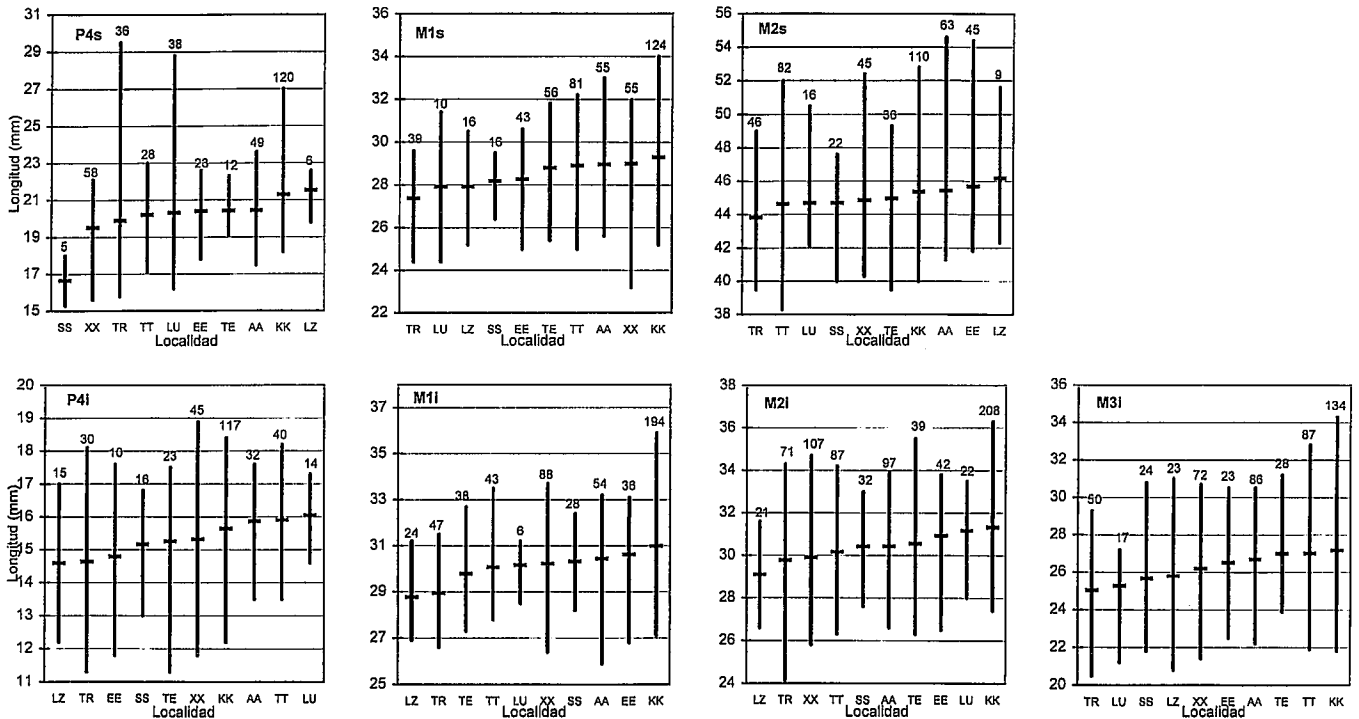 P4s
31
29
27
25
23
21
19
17
15
Longitud (mm)
5 58 36 28 38 23 12 49 120 6
SS XX TR TT LU EE TE AA KK LZ
Localidad
M1s
36
34
32
30
28
26
24
22
39 10 16 16 43 56 81 55 55 124
TR LU LZ SS EE TE TT AA XX KK
Localidad
M2s
56
54
52
50
48
46
44
42
40
38
46 82 16 22 45 36 110 63 45 9
TR TT LU SS XX TE KK AA EE LZ
Localidad
P4i
20
19
18
17
16
15
14
13
12
11
Longitud (mm)
15 30 10 16 23 45 117 32 40 14
LZ TR EE SS TE XX KK AA TT LU
Localidad
M1i
37
35
33
31
29
27
25
24 47 38 43 6 88 28 54 36 194
LZ TR TE TT LU XX SS AA EE KK
Localidad
M2i
38
36
34
32
30
28
26
24
21 71 107 87 32 97 39 42 22 208
LZ TR XX TT SS AA TE EE LU KK
Localidad
M3i
36
34
32
30
28
26
24
22
20
50 17 24 23 72 23 86 28 87 134
TR LU SS LZ XX EE AA TE TT KK
Localidad